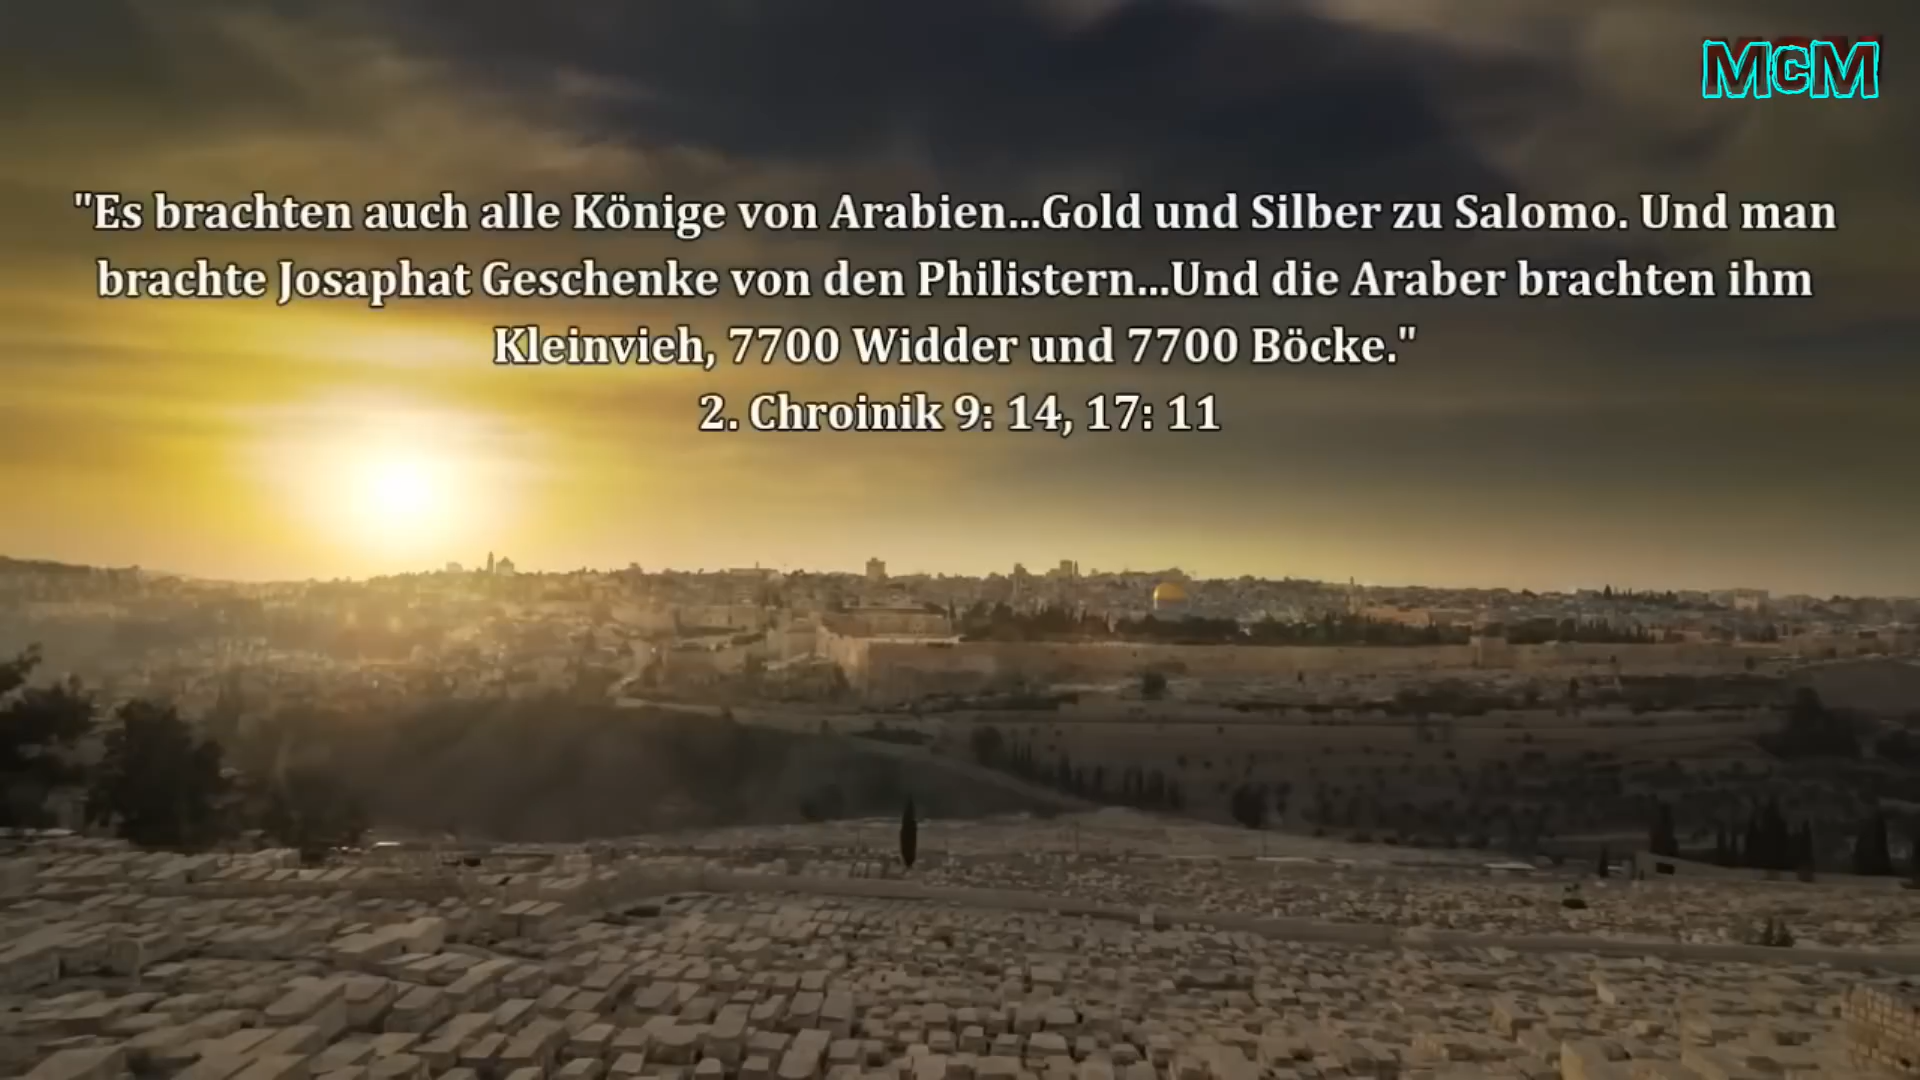 McM
"Es brachten auch alle Könige von Arabien...Gold und Silber zu Salomo. Und man
brachte Josaphat Geschenke von den Philistern...Und die Araber brachten ihm
Kleinvieh, 7700 Widder und 7700 Böcke."
2. Chroinik 9: 14, 17: 11